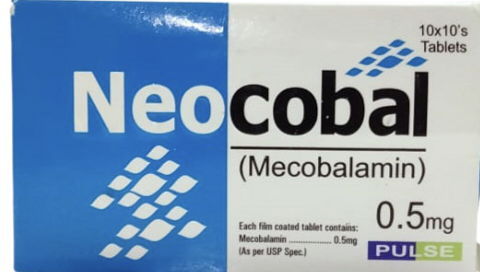 10x10's
Tablets
Neocobal
(Mecobalamin)
0.5mg
Each film coated tablet contains:
Mecobalamin .................. 0.5mg
(As per USP Spec.)
PULSE